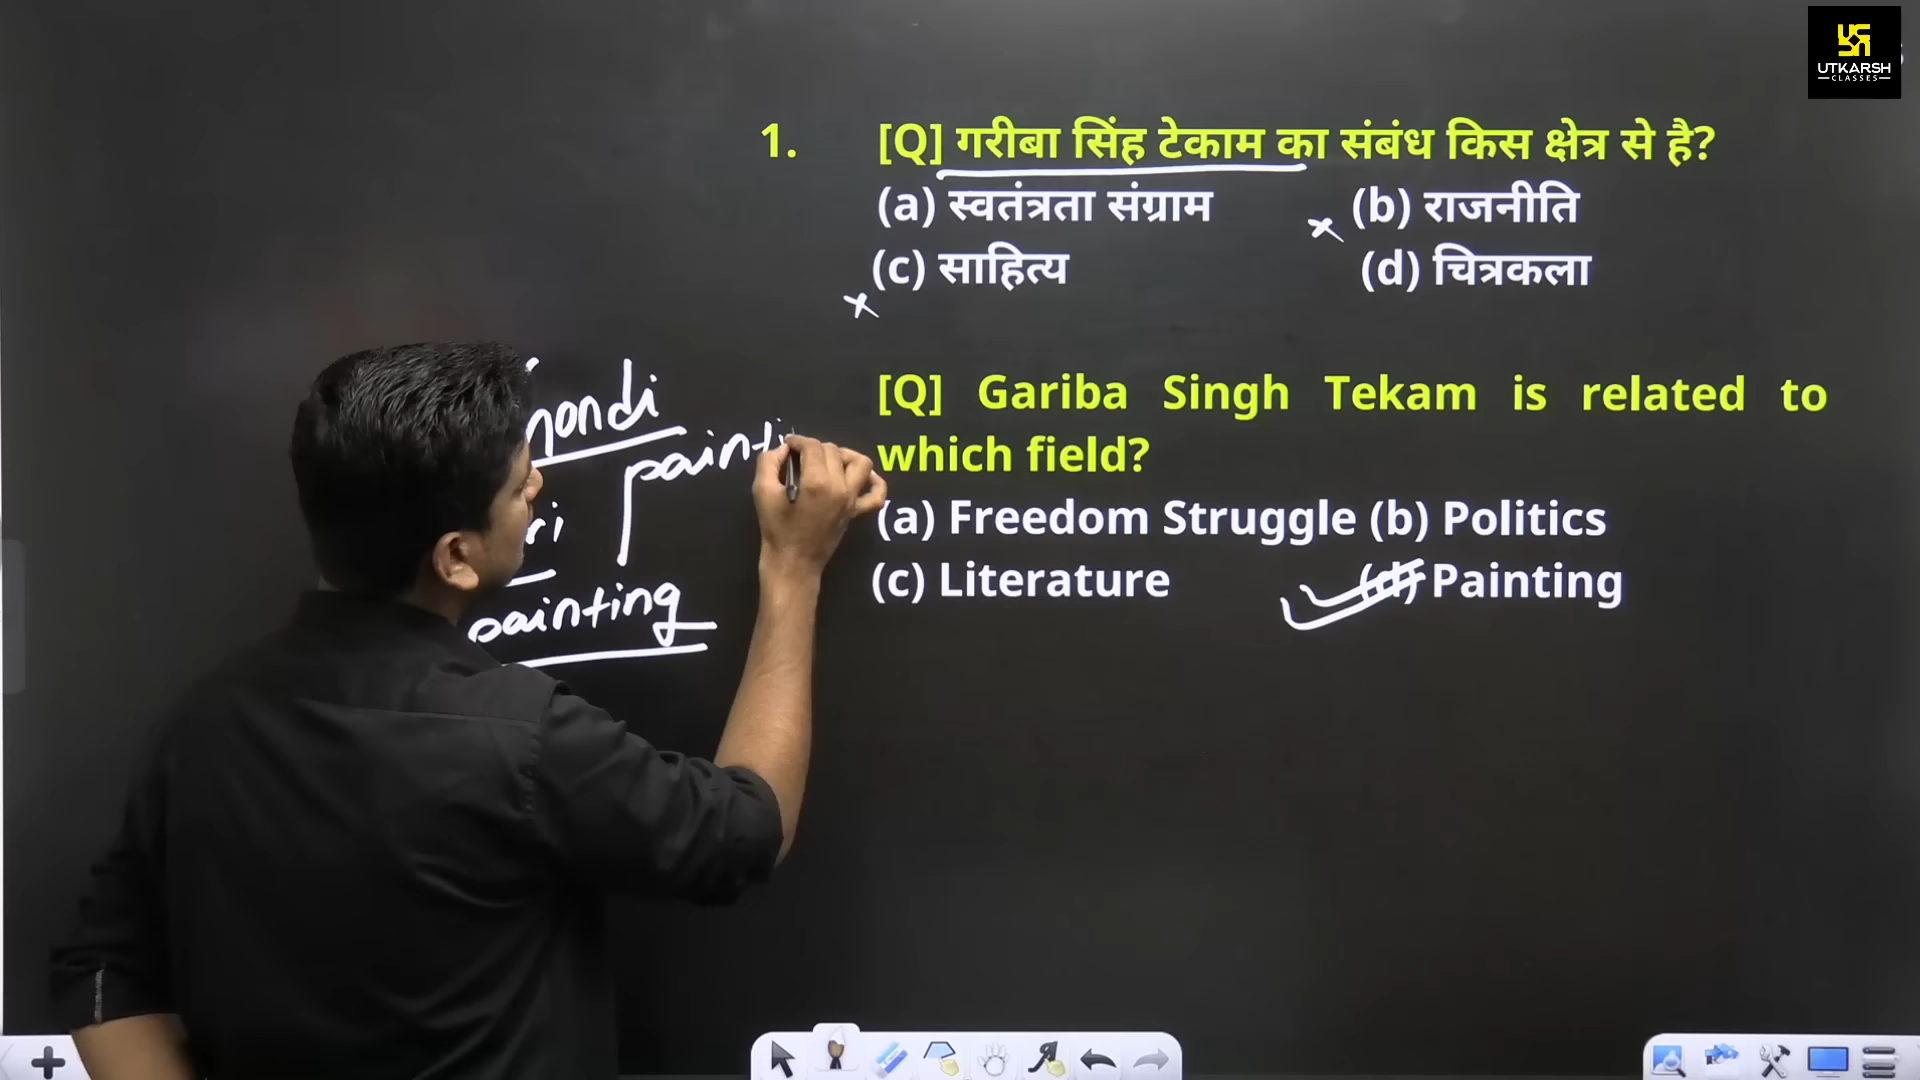 UTKARSH
CLASSES
1. [Q] गरीबा सिंह टेकाम का संबंध किस क्षेत्र से है?
(a) स्वतंत्रता संग्राम (b) राजनीति
(c) साहित्य (d) चित्रकला
[Q] Gariba Singh Tekam is related to
which field?
(a) Freedom Struggle (b) Politics
(c) Literature (d) Painting
painti
painting